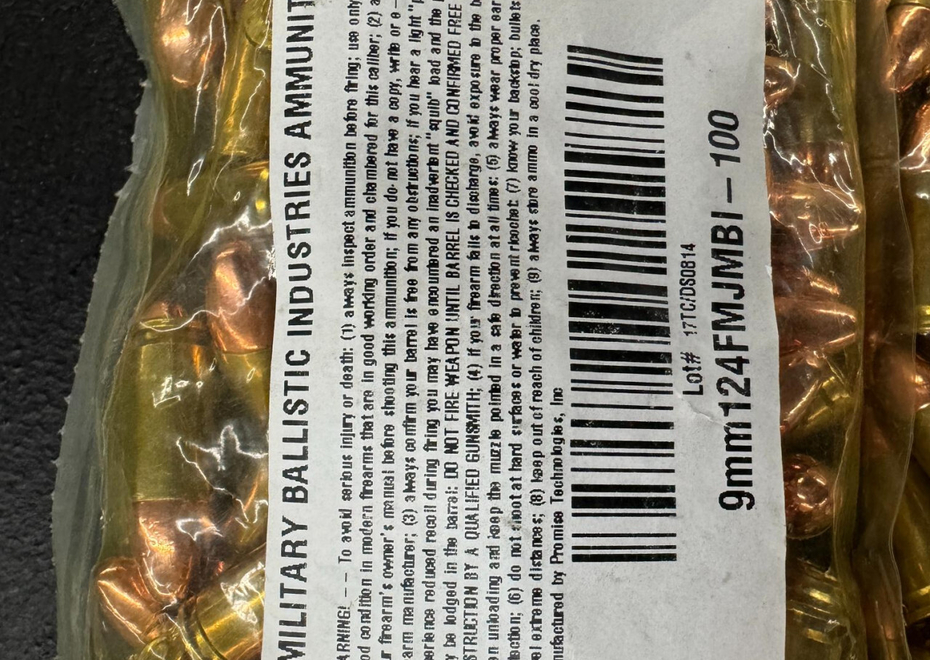 MILITARY BALLISTIC INDUSTRIES AMMUNIT
ARNING! -- To avoid serious injury or death: (1) always inspect ammunition before firing; use only
od condition in modern firearms that are in good working order and chambered for this caliber; (2) a
ur firearm's owner's manual before shooting this ammunition; if you do not have a copy, write or e-
arm manufacturer; (3) always confirm your barrel is free from any obstructions; if you hear a light "p
perience reduced recoil during firing you may have encountered an inadvertent "squib" load and the
y be lodged in the barrel: DO NOT FIRE WEAPON UNTIL BARREL IS CHECKED AND CONFIRMED FREE
STRUCTION BY A QUALIFIED GUNSMITH; (4) if your firearm fails to discharge, avoid exposure to the b
en unloading and keep the muzzle pointed in a safe direction at all times; (5) always wear proper ear
tection; (6) do not shoot at hard surfaces or water to prevent ricochet; (7) know your backstop; bullets
el extreme distances; (8) keep out of reach of children; (9) always store ammo in a cool dry place.
nufactured by Promise Technologies, Inc
Lot# 17TC/DS0814
9mm124FMJMBI-100